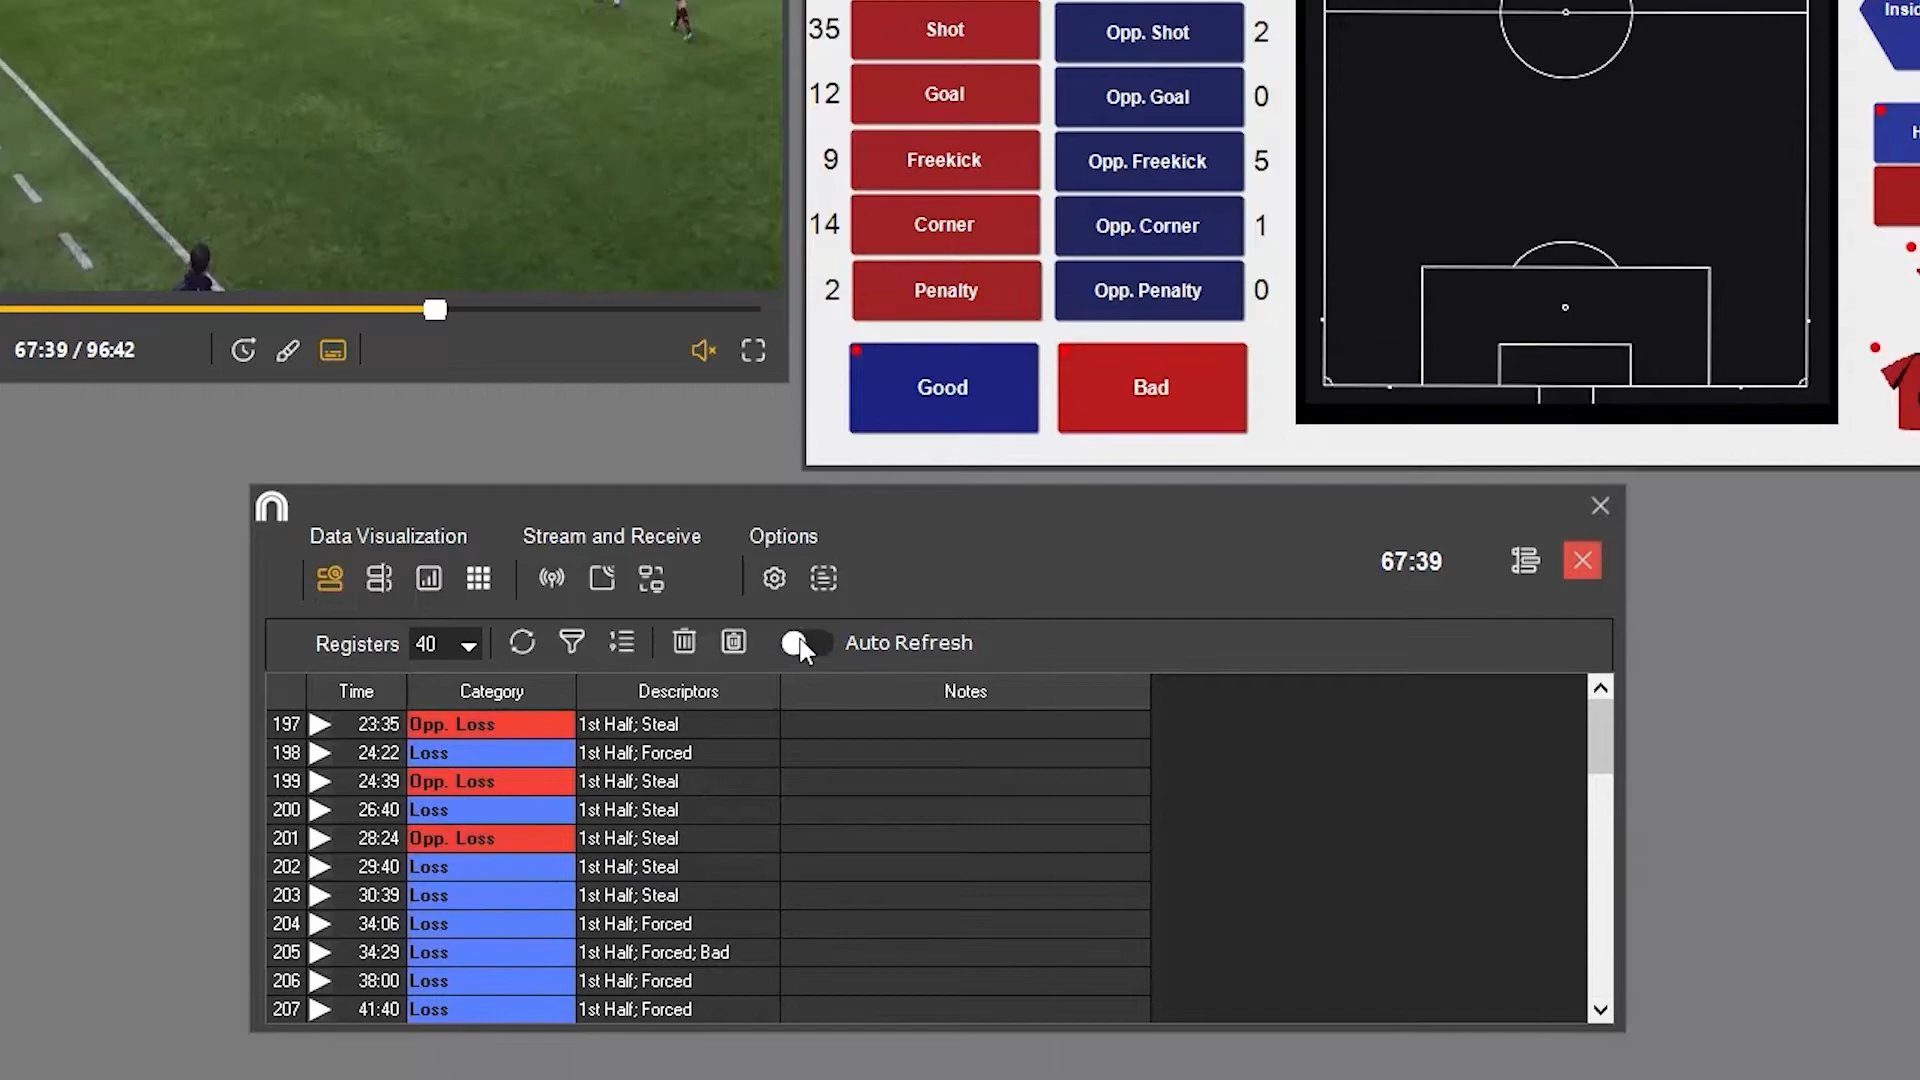 35 Shot Opp. Shot 2
Insid
12 Goal Opp. Goal 0
9 Freekick Opp. Freekick 5
H
14 Corner Opp. Corner 1
2 Penalty Opp. Penalty 0
67:39 / 96:42
Good Bad
Data Visualization Stream and Receive Options
67:39
Registers 40 Auto Refresh
Time Category Descriptors Notes
197 23:35 Opp. Loss 1st Half; Steal
198 24:22 Loss 1st Half; Forced
199 24:39 Opp. Loss 1st Half; Steal
200 26:40 Loss 1st Half; Steal
201 28:24 Opp. Loss 1st Half; Steal
202 29:40 Loss 1st Half; Steal
203 30:39 Loss 1st Half; Steal
204 34:06 Loss 1st Half; Forced
205 34:29 Loss 1st Half; Forced; Bad
206 38:00 Loss 1st Half; Forced
207 41:40 Loss 1st Half; Forced